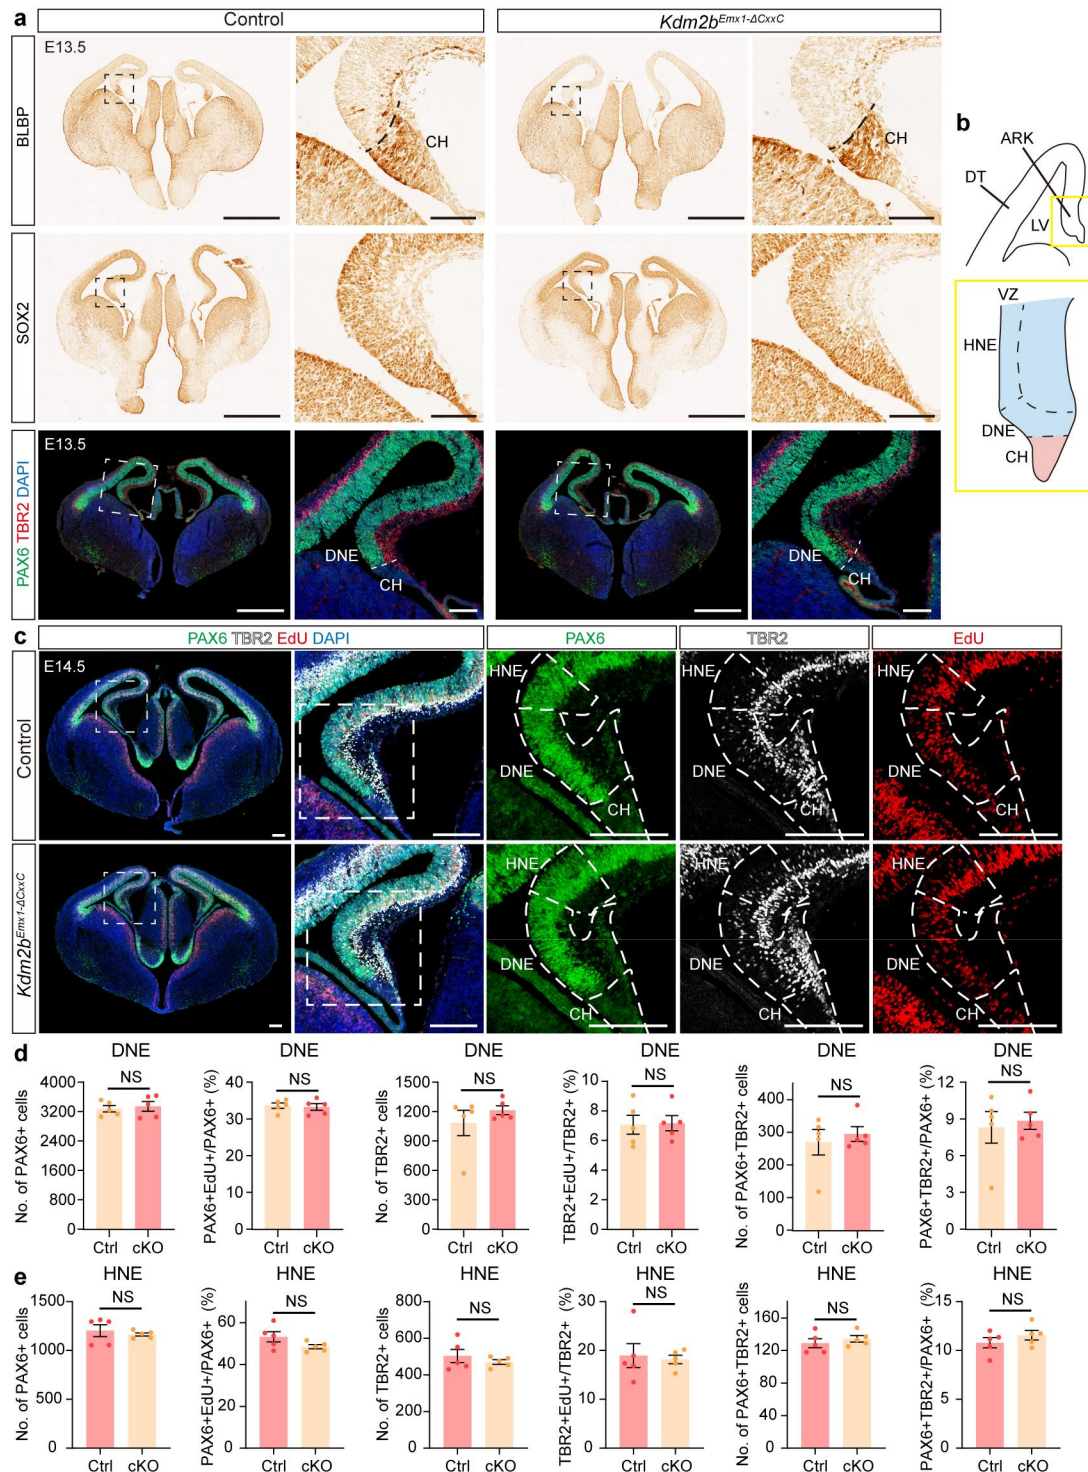 a
Control
Kdm2b^Emx1-ΔCxxC
BLBP
E13.5
CH
CH
SOX2
PAX6 TBR2 DAPI
E13.5
DNE
CH
DNE
CH
b
ARK
DT
LV
VZ
HNE
DNE
CH
c
PAX6 TBR2 EdU DAPI
PAX6
TBR2
EdU
Control
E14.5
HNE
DNE
CH
HNE
DNE
CH
HNE
DNE
CH
Kdm2b^Emx1-ΔCxxC
HNE
DNE
CH
HNE
DNE
CH
HNE
DNE
CH
d
DNE
No. of PAX6+ cells
4000
3200
2400
1600
800
0
NS
Ctrl cKO
DNE
PAX6+EdU+/PAX6+ (%)
40
30
20
10
0
NS
Ctrl cKO
DNE
No. of TBR2+ cells
1500
1200
900
600
300
0
NS
Ctrl cKO
DNE
TBR2+EdU+/TBR2+ (%)
10
8
6
4
2
0
NS
Ctrl cKO
DNE
No. of PAX6+TBR2+ cells
500
400
300
200
100
0
NS
Ctrl cKO
DNE
PAX6+TBR2+/PAX6+ (%)
12
9
6
3
0
NS
Ctrl cKO
e
HNE
No. of PAX6+ cells
1500
1000
500
0
NS
Ctrl cKO
HNE
PAX6+EdU+/PAX6+ (%)
60
40
20
0
NS
Ctrl cKO
HNE
No. of TBR2+ cells
800
600
400
200
0
NS
Ctrl cKO
HNE
TBR2+EdU+/TBR2+ (%)
30
20
10
0
NS
Ctrl cKO
HNE
No. of PAX6+TBR2+ cells
160
120
80
40
0
NS
Ctrl cKO
HNE
PAX6+TBR2+/PAX6+ (%)
15
10
5
0
NS
Ctrl cKO